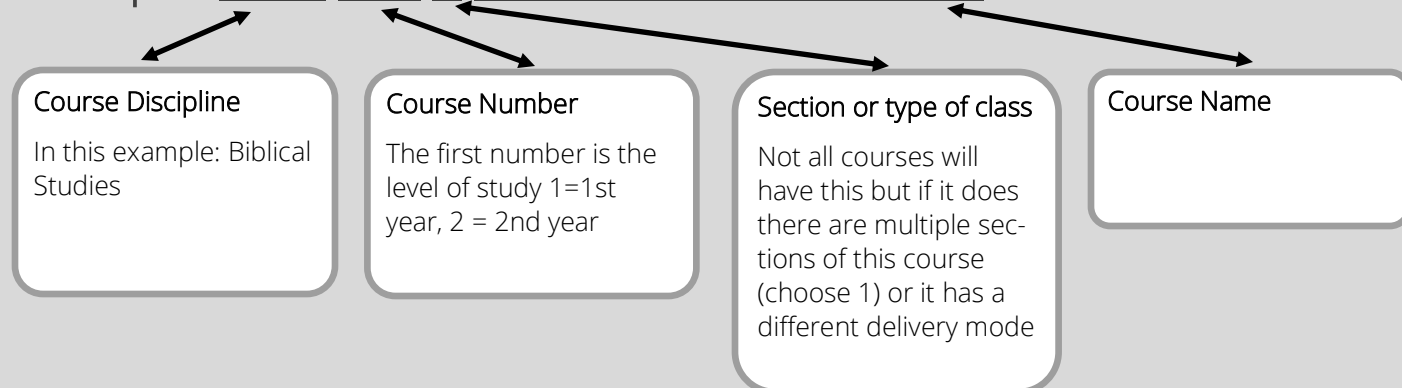 Course Discipline
In this example: Biblical
Studies
Course Number
The first number is the
level of study 1=1st
year, 2 = 2nd year
Section or type of class
Not all courses will
have this but if it does
there are multiple sec-
tions of this course
(choose 1) or it has a
different delivery mode
Course Name